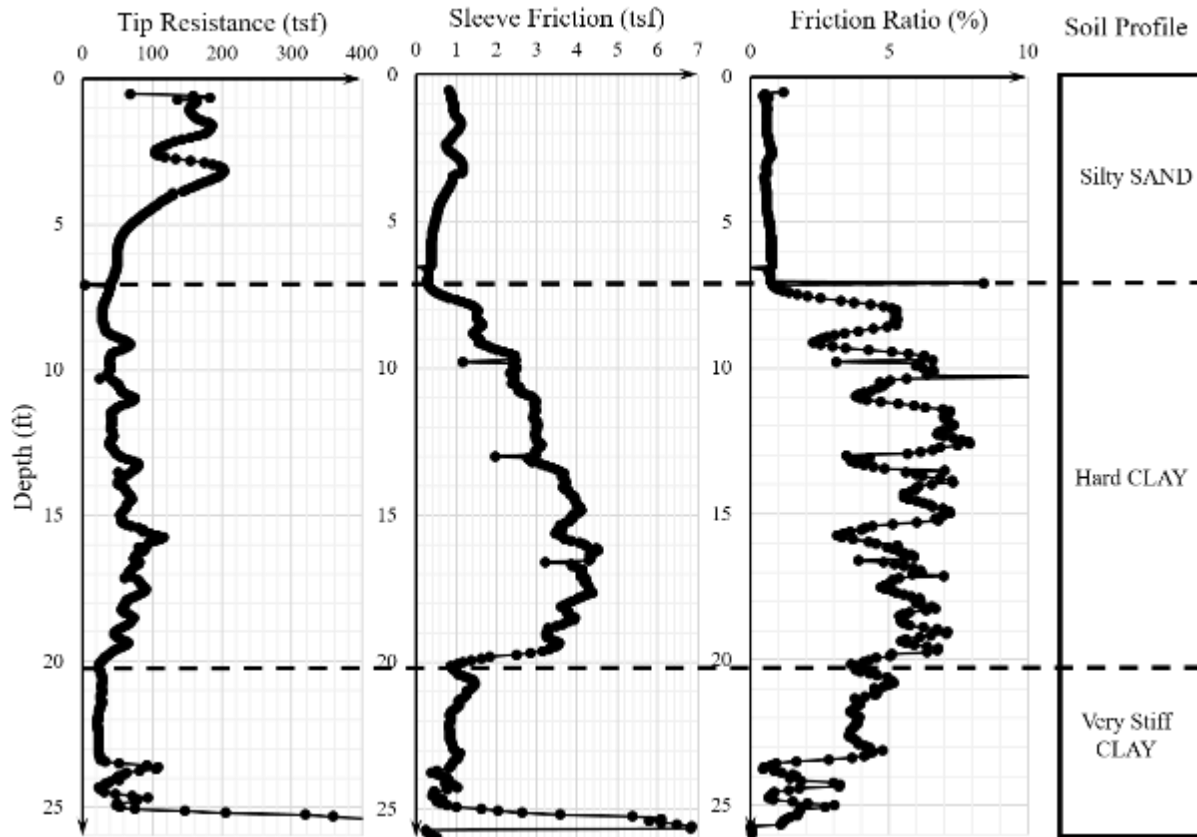 Tip Resistance (tsf)
0 100 200 300 400
0
5
10
15
20
25
Depth (ft)
Sleeve Friction (tsf)
0 1 2 3 4 5 6 7
0
5
10
15
20
25
Friction Ratio (%)
0 5 10
0
5
10
15
20
25
Soil Profile
Silty SAND
Hard CLAY
Very Stiff
CLAY